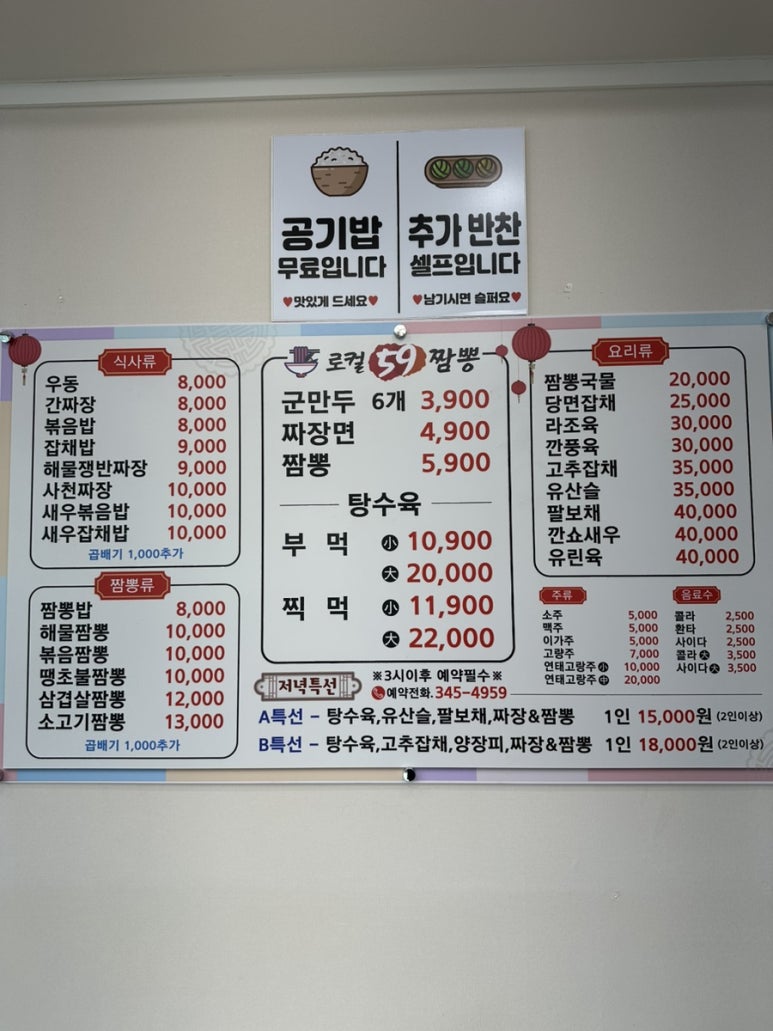 공기밥
무료입니다
♥맛있게 드세요♥
추가 반찬
셀프입니다
♥남기시면 슬퍼요♥
식사류
우동 8,000
간짜장 8,000
볶음밥 8,000
잡채밥 9,000
해물쟁반짜장 9,000
사천짜장 10,000
새우볶음밥 10,000
새우잡채밥 10,000
곱배기 1,000추가
짬뽕류
짬뽕밥 8,000
해물짬뽕 10,000
볶음짬뽕 10,000
땡초불짬뽕 10,000
삼겹살짬뽕 12,000
소고기짬뽕 13,000
곱배기 1,000추가
로컬 59 짬뽕
군만두 6개 3,900
짜장면 4,900
짬뽕 5,900
탕수육
부 먹 小 10,900
大 20,000
찍 먹 小 11,900
大 22,000
요리류
짬뽕국물 20,000
당면잡채 25,000
라조육 30,000
깐풍육 30,000
고추잡채 35,000
유산슬 35,000
팔보채 40,000
깐쇼새우 40,000
유린육 40,000
주류
소주 5,000
맥주 5,000
이가주 5,000
고량주 7,000
연태고량주 小 10,000
연태고량주 中 20,000
음료수
콜라 2,500
환타 2,500
사이다 2,500
콜라 大 3,500
사이다 大 3,500
저녁특선
※3시이후 예약필수※
예약전화.345-4959
A특선 - 탕수육,유산슬,팔보채,짜장&짬뽕 1인 15,000원 (2인이상)
B특선 - 탕수육,고추잡채,양장피,짜장&짬뽕 1인 18,000원 (2인이상)